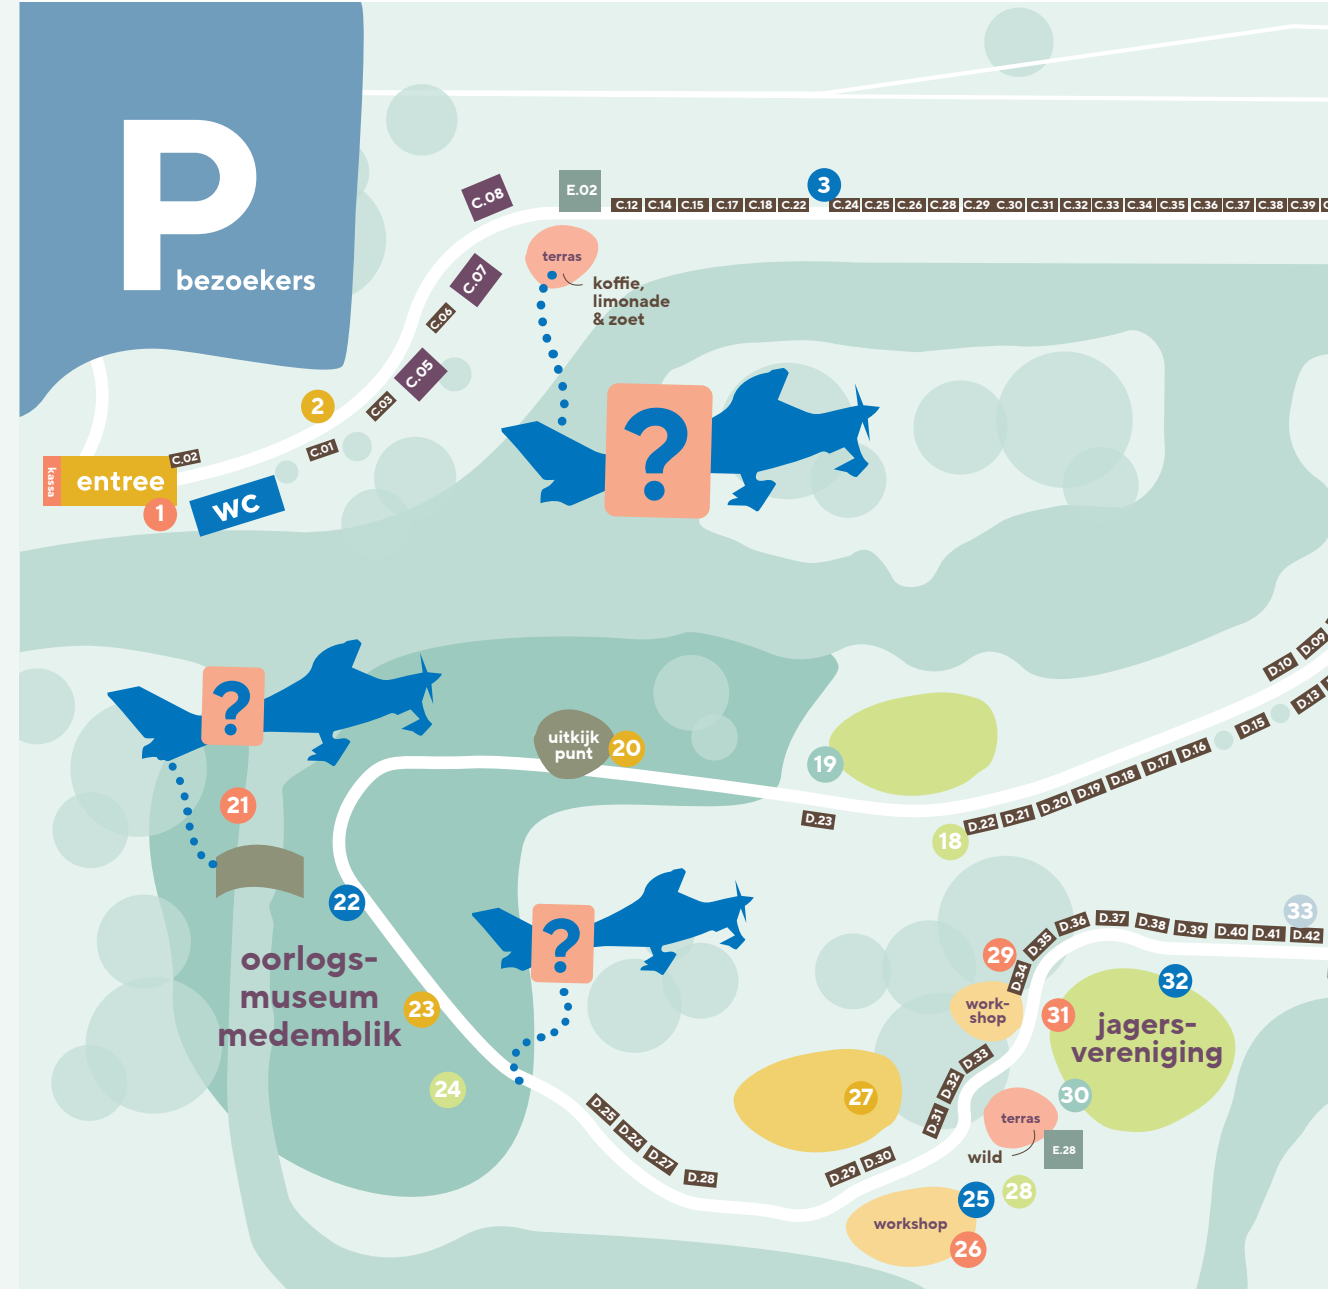 P
bezoekers
C.08
E.02
3
C.12 C.14 C.15 C.17 C.18 C.22 C.24 C.25 C.26 C.28 C.29 C.30 C.31 C.32 C.33 C.34 C.35 C.36 C.37 C.38 C.39
terras
koffie,
limonade
& zoet
C.07
C.06
C.05
C.03
2
C.01
C.02
kassa
entree
1
WC
?
?
?
D.09
D.10
D.13
D.15
D.16
D.17
D.18
D.19
D.20
D.21
D.22
18
19
D.23
uitkijk
punt
20
21
22
oorlogs-
museum
medemblik
23
24
D.25
D.26
D.27
D.28
27
D.29
D.30
D.31
D.32
D.33
work-
shop
29
D.34
D.35
D.36
D.37
D.38
D.39
D.40
D.41
D.42
33
32
31
jagers-
vereniging
30
terras
wild
E.28
28
25
workshop
26